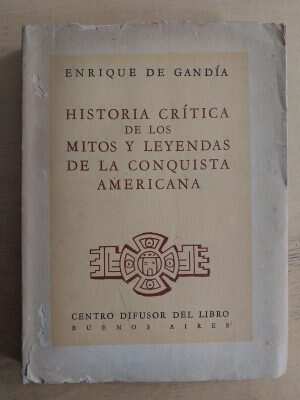 ENRIQUE DE GANDÍA
HISTORIA CRÍTICA
DE LOS
MITOS Y LEYENDAS
DE LA CONQUISTA
AMERICANA
CENTRO DIFUSOR DEL LIBRO
BUENOS AIRES